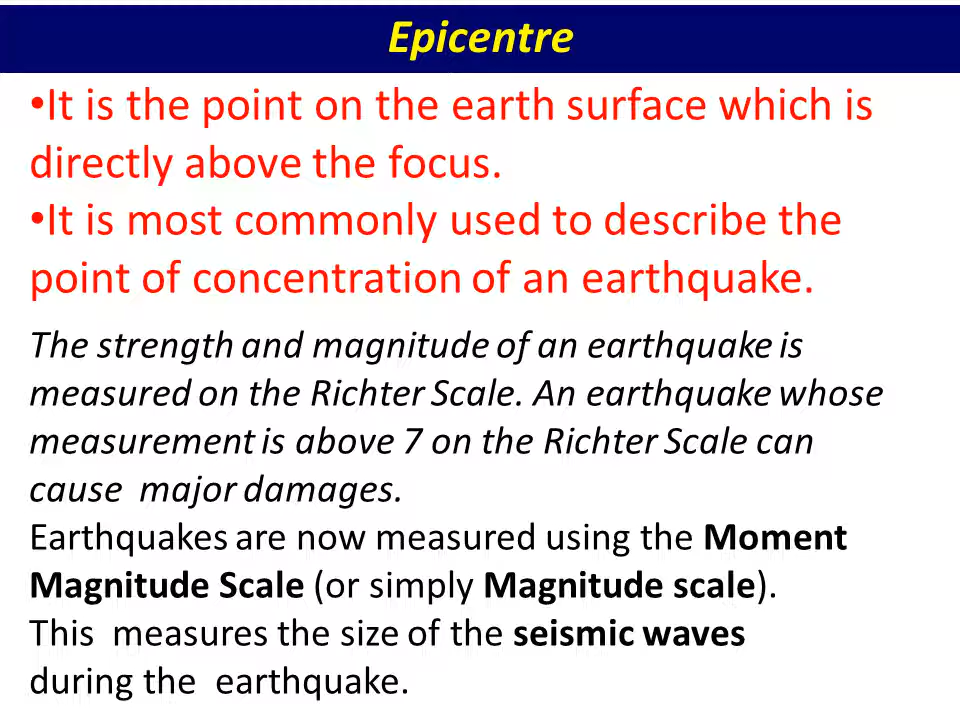 Epicentre
•It is the point on the earth surface which is
directly above the focus.
•It is most commonly used to describe the
point of concentration of an earthquake.
The strength and magnitude of an earthquake is
measured on the Richter Scale. An earthquake whose
measurement is above 7 on the Richter Scale can
cause  major damages.
Earthquakes are now measured using the Moment
Magnitude Scale (or simply Magnitude scale).
This  measures the size of the seismic waves
during the  earthquake.